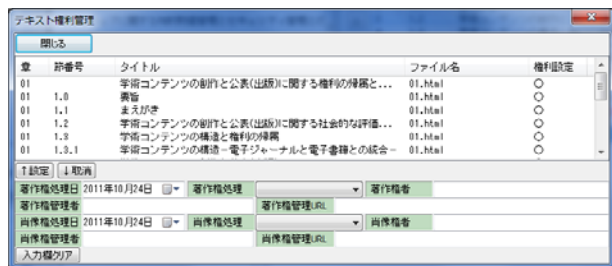 テキスト権利管理
閉じる
章 節番号 タイトル ファイル名 権利設定
01 学術コンテンツの創作と公表(出版)に関する権利の帰属と... 01.html ○
01 1.0 要旨 01.html ○
01 1.1 まえがき 01.html ○
01 1.2 学術コンテンツの創作と公表(出版)に関する社会的な評価... 01.html ○
01 1.3 学術コンテンツの構造と権利の帰属 01.html ○
01 1.3.1 学術コンテンツの構造－電子ジャーナルと電子書籍との統合－ 01.html ○
↑設定 ↓取消
著作権処理日 2011年10月24日 著作権処理 著作権者
著作権管理者 著作権管理URL
肖像権処理日 2011年10月24日 肖像権処理 肖像権者
肖像権管理者 肖像権管理URL
入力欄クリア